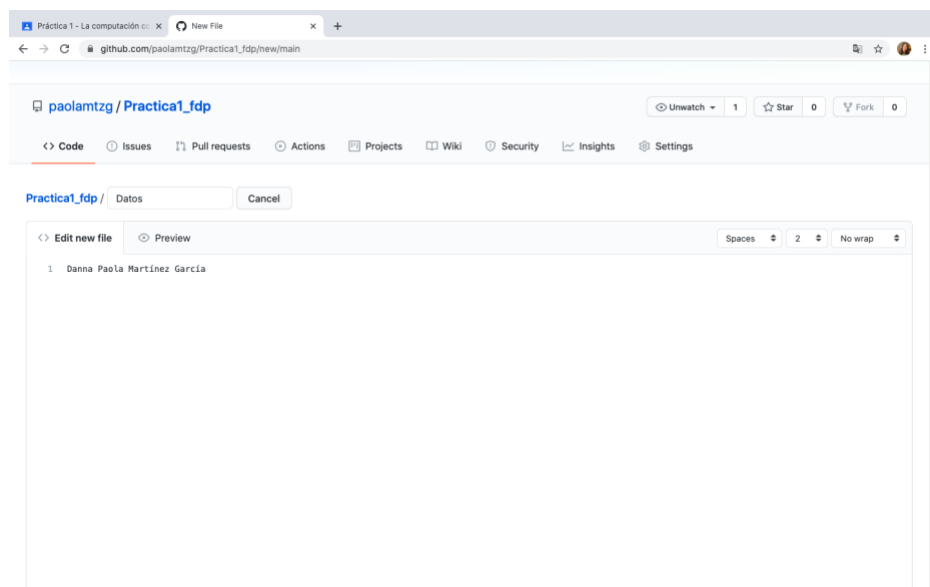 Práctica 1 - La computación co
New File
github.com/paolamtzg/Practica1_fdp/new/main
paolamtzg / Practica1_fdp
Unwatch 1 Star 0 Fork 0
Code Issues Pull requests Actions Projects Wiki Security Insights Settings
Practica1_fdp / Datos Cancel
Edit new file Preview Spaces 2 No wrap
1 Danna Paola Martínez García